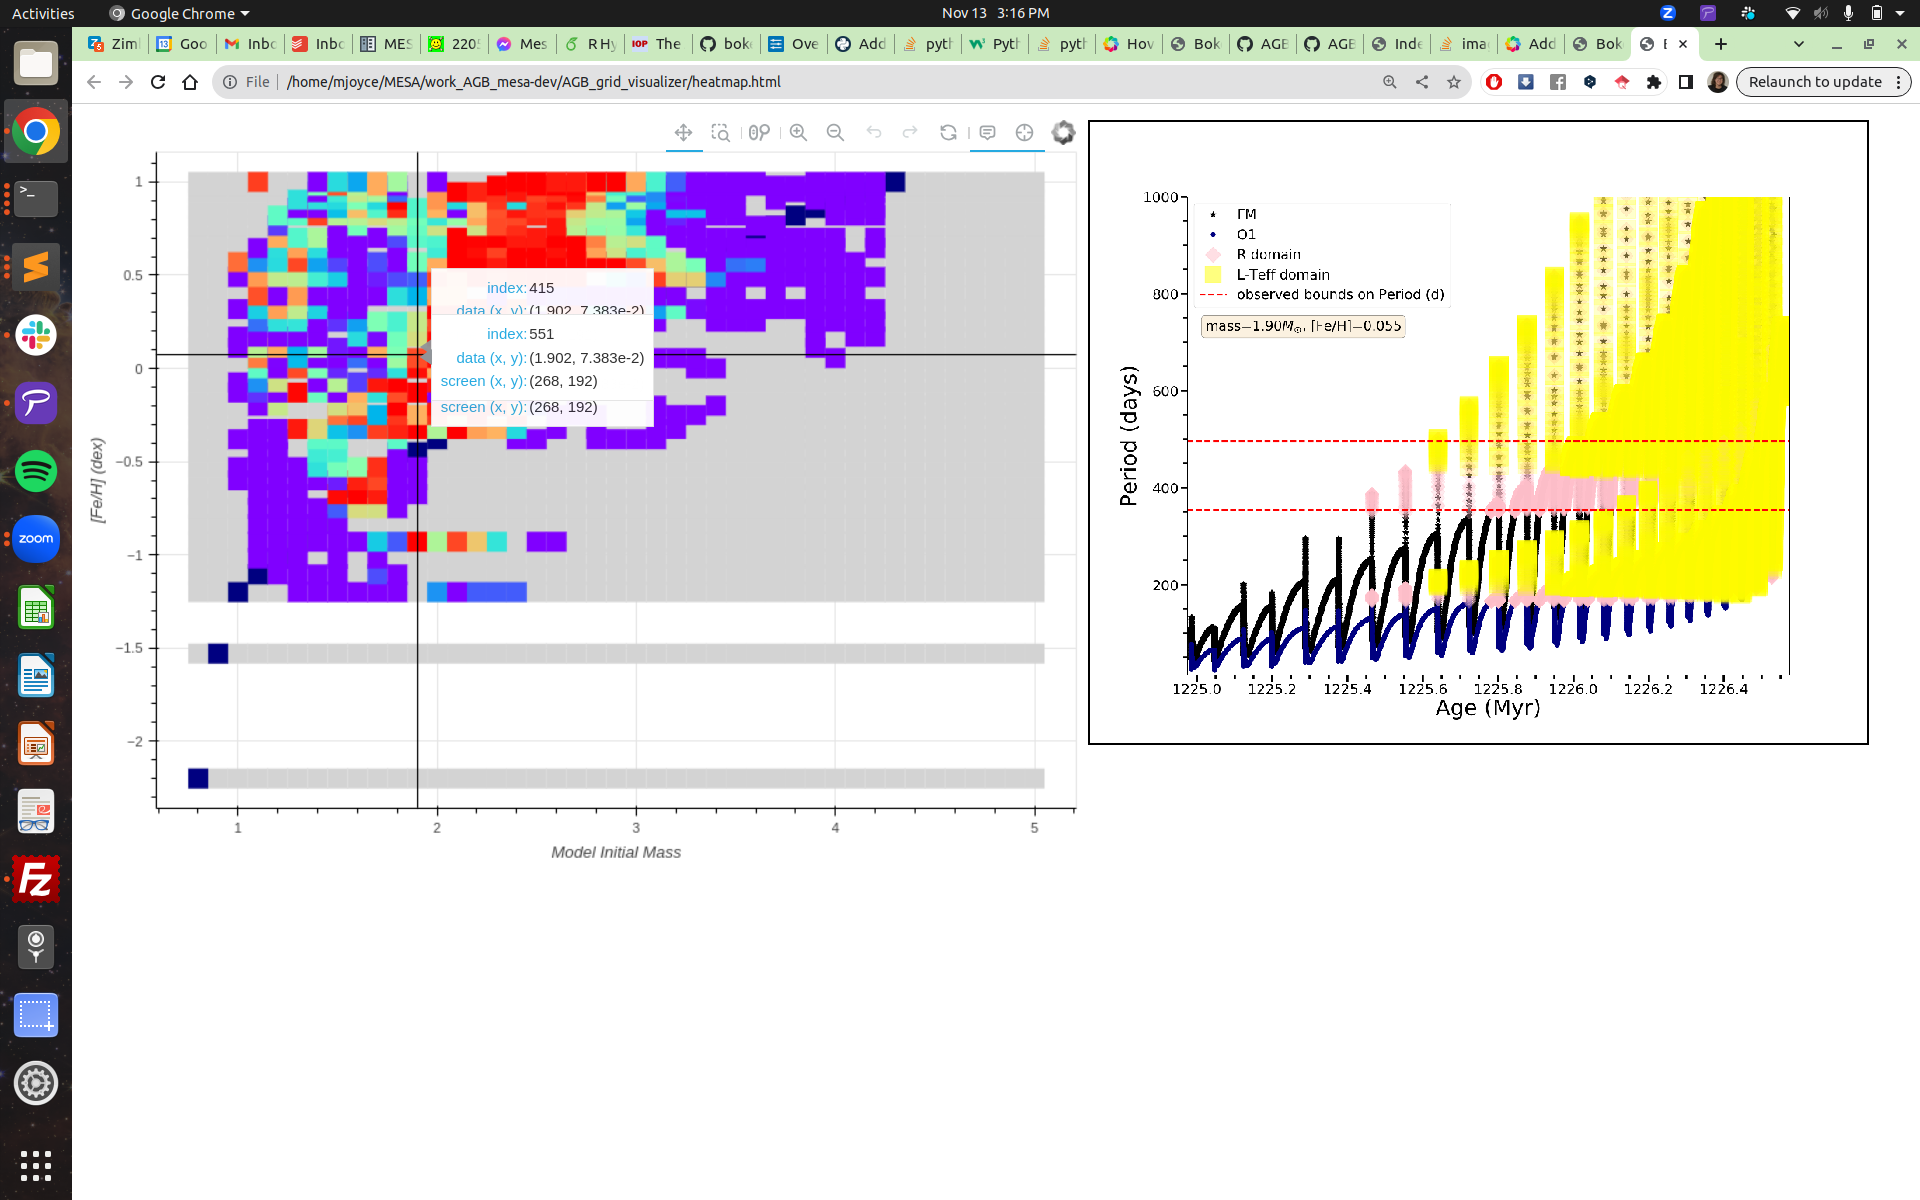 Activities
Google Chrome
Nov 13 3:16 PM
Ziml
Goo
Inbo
Inbo
MES
220
Mes
R Hy
The
bok
Ove
Add
pyth
Pyth
pyth
Hov
Bok
AGB
AGB
Inde
ima
Add
Bok
File
/home/mjoyce/MESA/work_AGB_mesa-dev/AGB_grid_visualizer/heatmap.html
Relaunch to update
zoom
Fz
[Fe/H] (dex)
1
0.5
0
−0.5
−1
−1.5
−2
index: 415
data (x, y): (1.902, 7.383e-2)
index: 551
data (x, y): (1.902, 7.383e-2)
screen (x, y): (268, 192)
screen (x, y): (268, 192)
1 2 3 4 5
Model Initial Mass
Period (days)
1000
800
600
400
200
FM
O1
R domain
L-Teff domain
observed bounds on Period (d)
mass=1.90M⊙, [Fe/H]=0.055
1225.0 1225.2 1225.4 1225.6 1225.8 1226.0 1226.2 1226.4
Age (Myr)